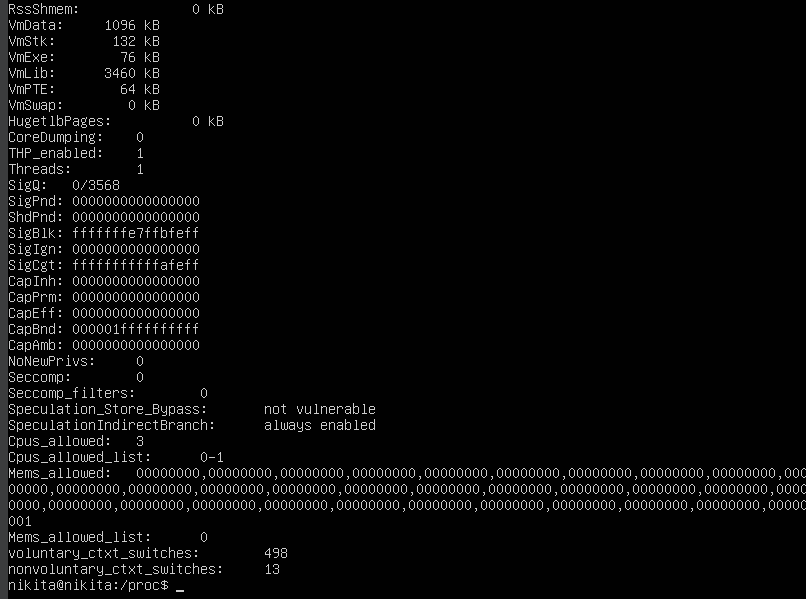 RssShmem:              0 kB
VmData:     1096 kB
VmStk:       132 kB
VmExe:        76 kB
VmLib:      3460 kB
VmPTE:        64 kB
VmSwap:        0 kB
HugetlbPages:          0 kB
CoreDumping:    0
THP_enabled:    1
Threads:        1
SigQ:   0/3568
SigPnd: 0000000000000000
ShdPnd: 0000000000000000
SigBlk: fffffffe7ffbfeff
SigIgn: 0000000000000000
SigCgt: fffffffffffafeff
CapInh: 0000000000000000
CapPrm: 0000000000000000
CapEff: 0000000000000000
CapBnd: 000001ffffffffff
CapAmb: 0000000000000000
NoNewPrivs:     0
Seccomp:        0
Seccomp_filters:        0
Speculation_Store_Bypass:       not vulnerable
SpeculationIndirectBranch:      always enabled
Cpus_allowed:   3
Cpus_allowed_list:      0-1
Mems_allowed:   00000000,00000000,00000000,00000000,00000000,00000000,00000000,00000000,00000000,000
00000,00000000,00000000,00000000,00000000,00000000,00000000,00000000,00000000,00000000,00000000,0000
0000,00000000,00000000,00000000,00000000,00000000,00000000,00000000,00000000,00000000,00000000,00000
001
Mems_allowed_list:      0
voluntary_ctxt_switches:        498
nonvoluntary_ctxt_switches:     13
nikita@nikita:/proc$ _